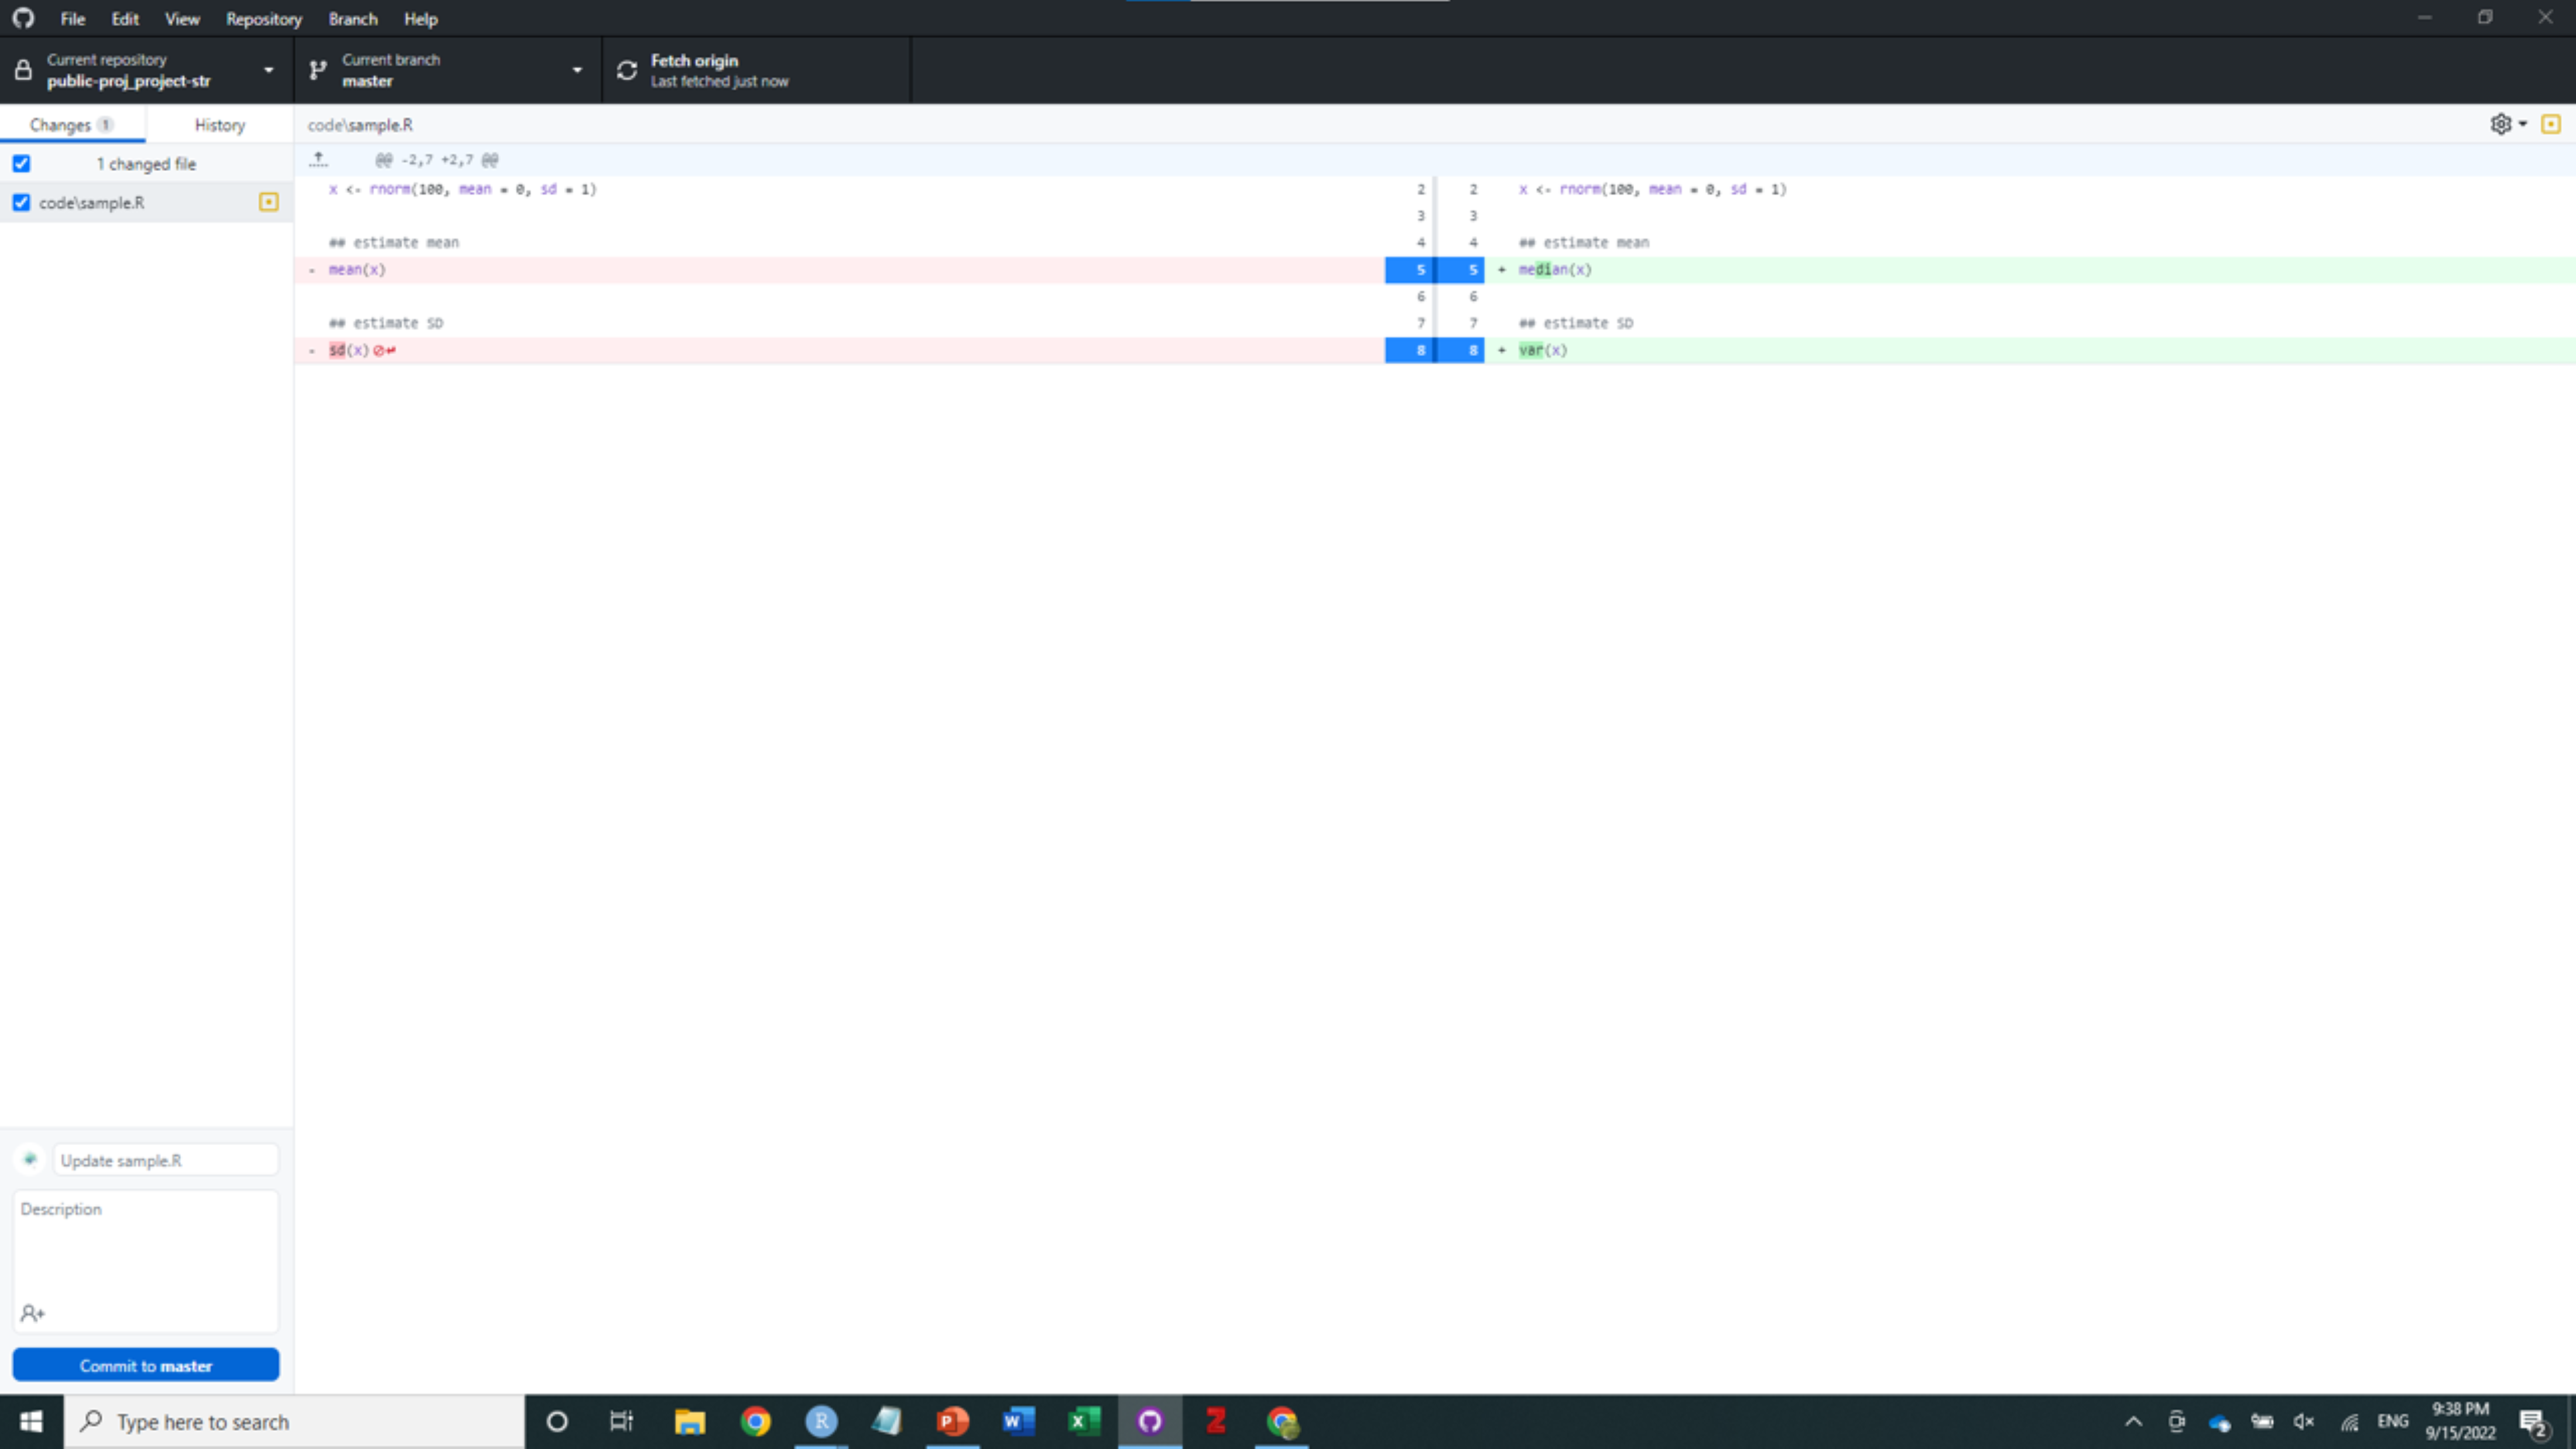 File Edit View Repository Branch Help
Current repository
public-proj_project-str
Current branch
master
Fetch origin
Last fetched just now
Changes 1 History
code\sample.R
1 changed file
code\sample.R
@@ -2,7 +2,7 @@
x <- rnorm(100, mean = 0, sd = 1) 2 2 x <- rnorm(100, mean = 0, sd = 1)
3 3
## estimate mean 4 4 ## estimate mean
- mean(x) 5 5 + median(x)
6 6
## estimate SD 7 7 ## estimate SD
- sd(x) 8 8 + var(x)
Update sample.R
Description
Commit to master
Type here to search
R
P
W
X
Z
ENG
9:38 PM
9/15/2022
2